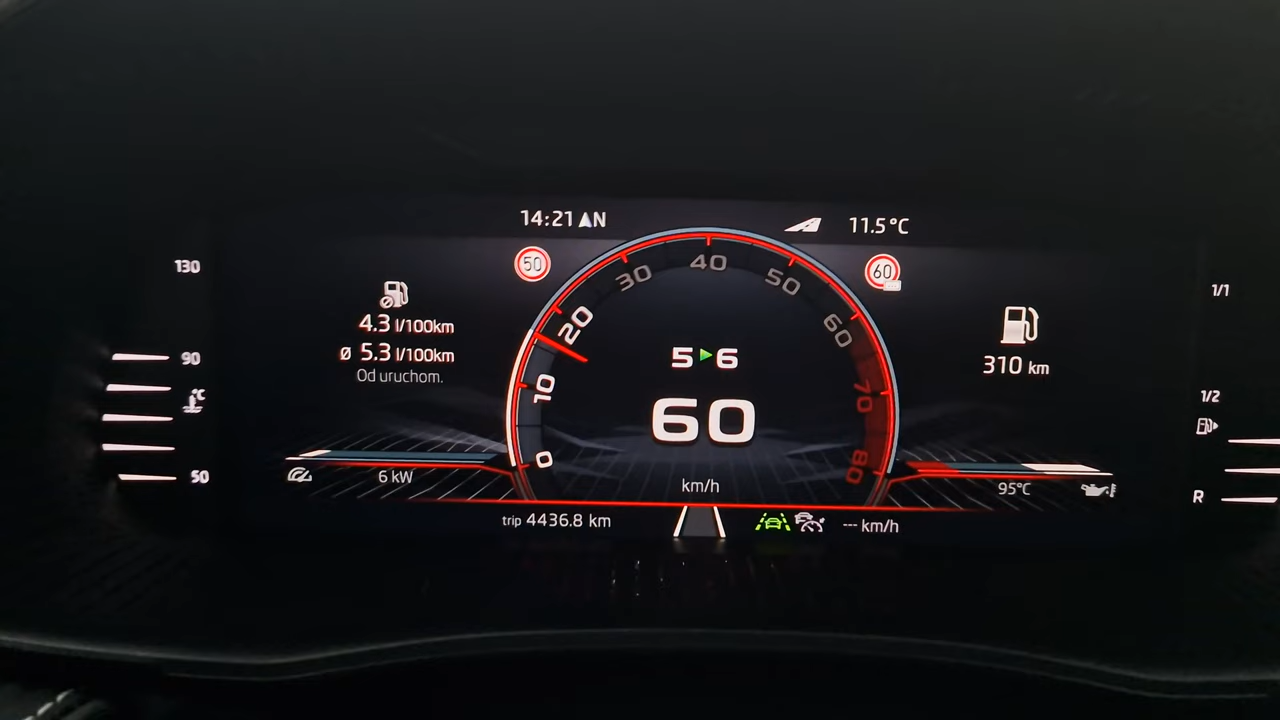 14:21 N
11.5°C
50
60
130
90
°C
50
4.3 l/100km
Ø 5.3 l/100km
Od uruchom.
0
10
20
30
40
50
60
70
80
5 6
60
km/h
310 km
1/1
1/2
R
6 kW
95°C
trip 4436.8 km
--- km/h